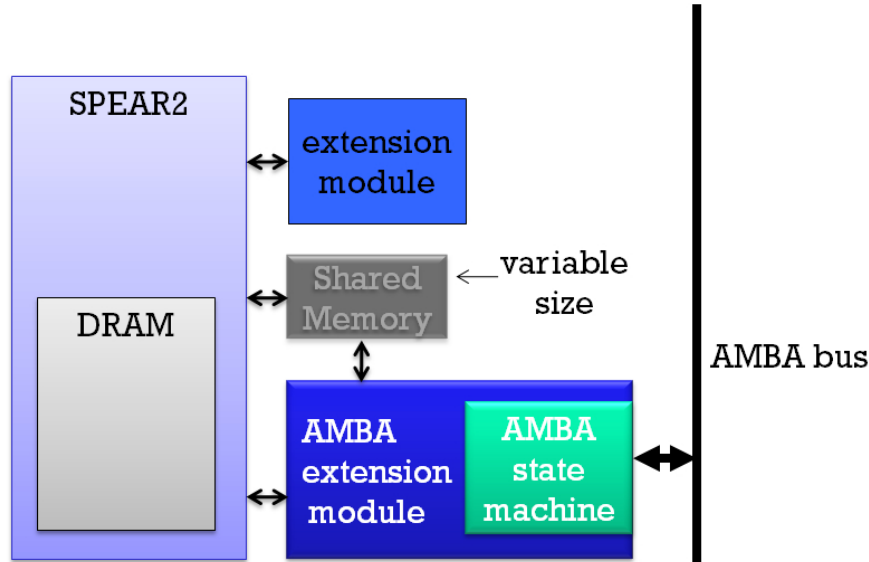 SPEAR2
extension
module
Shared
Memory
variable
size
DRAM
AMBA bus
AMBA
extension
module
AMBA
state
machine